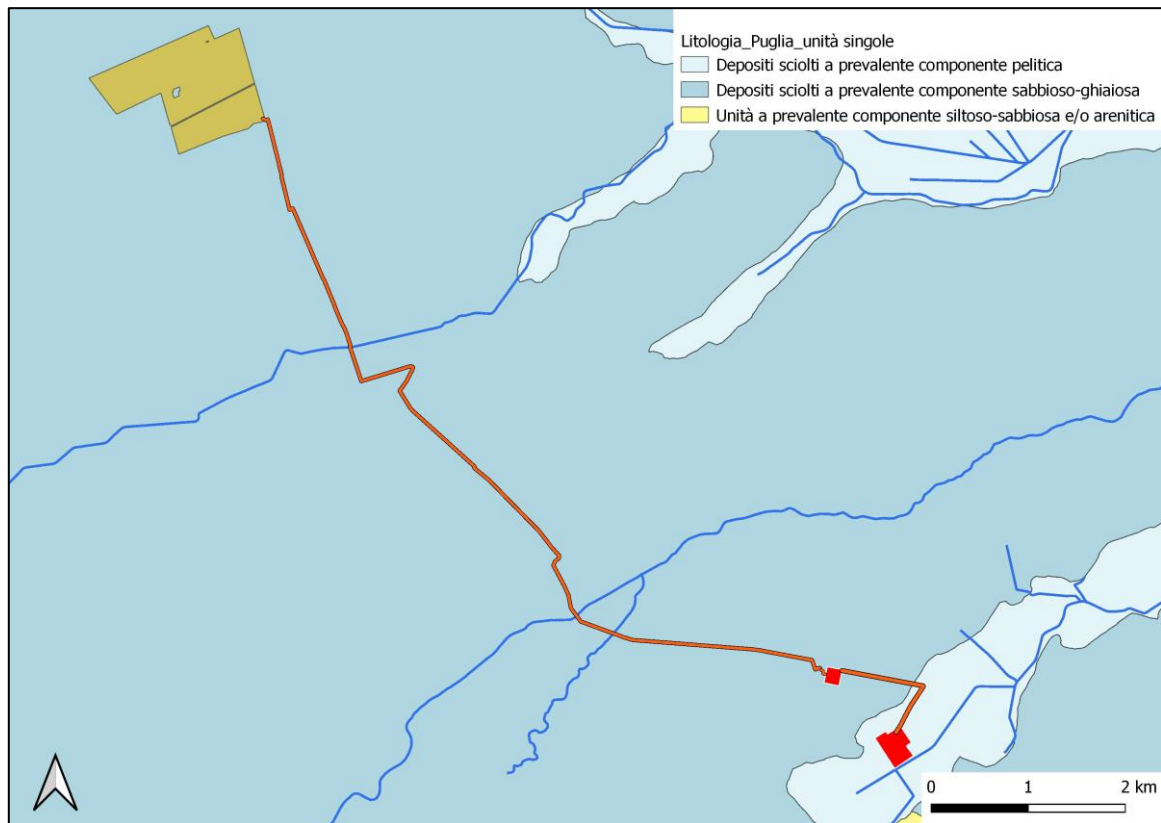 Litologia_Puglia_unità singole
Depositi sciolti a prevalente componente pelitica
Depositi sciolti a prevalente componente sabbioso-ghiaiosa
Unità a prevalente componente siltoso-sabbiosa e/o arenitica
0 1 2 km